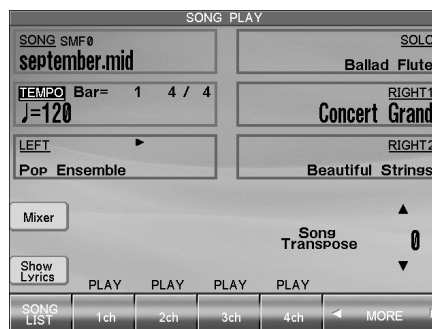 SONG PLAY
SONG SMF0
september.mid
SOLO
Ballad Flute
TEMPO Bar= 1 4 / 4
♩=120
RIGHT1
Concert Grand
LEFT
Pop Ensemble
RIGHT2
Beautiful Strings
Mixer
Song
Transpose 0
Show
Lyrics
PLAY PLAY PLAY PLAY
SONG
LIST
1ch 2ch 3ch 4ch MORE